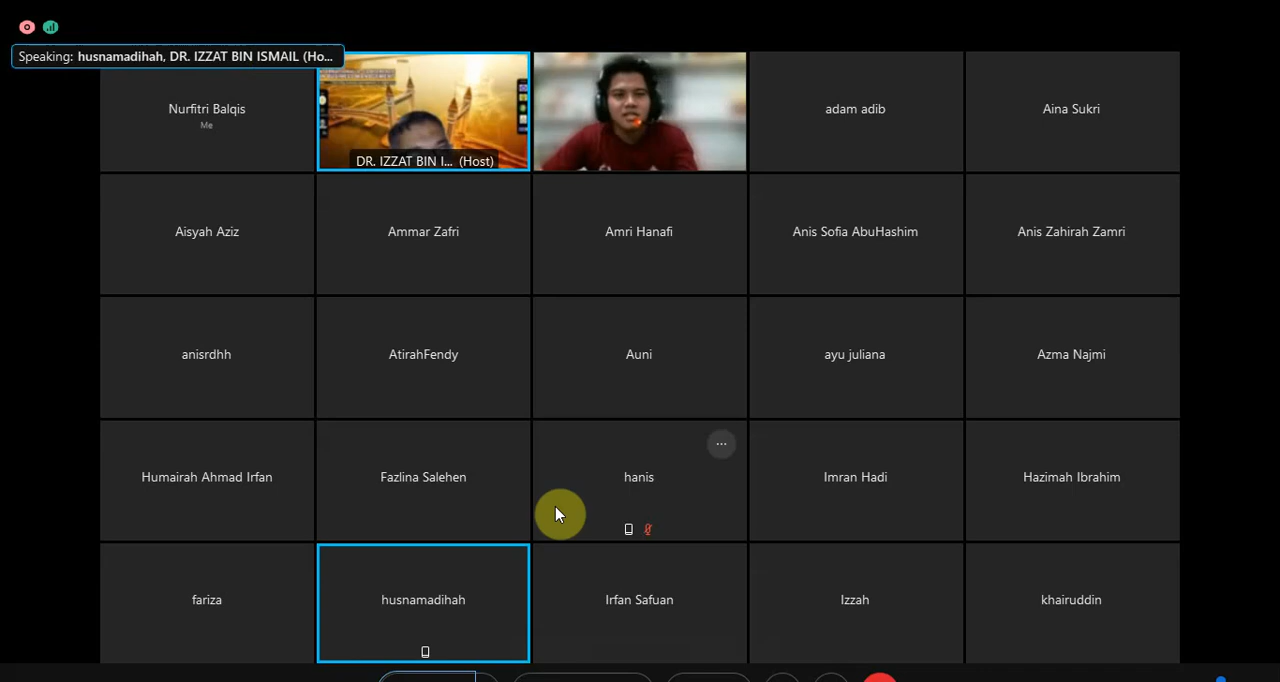 Speaking: husnamadihah, DR. IZZAT BIN ISMAIL (Ho...
Nurfitri Balqis
Me
DR. IZZAT BIN I... (Host)
adam adib
Aina Sukri
Aisyah Aziz
Ammar Zafri
Amri Hanafi
Anis Sofia AbuHashim
Anis Zahirah Zamri
anisrdhh
AtirahFendy
Auni
ayu juliana
Azma Najmi
Humairah Ahmad Irfan
Fazlina Salehen
hanis
Imran Hadi
Hazimah Ibrahim
fariza
husnamadihah
Irfan Safuan
Izzah
khairuddin